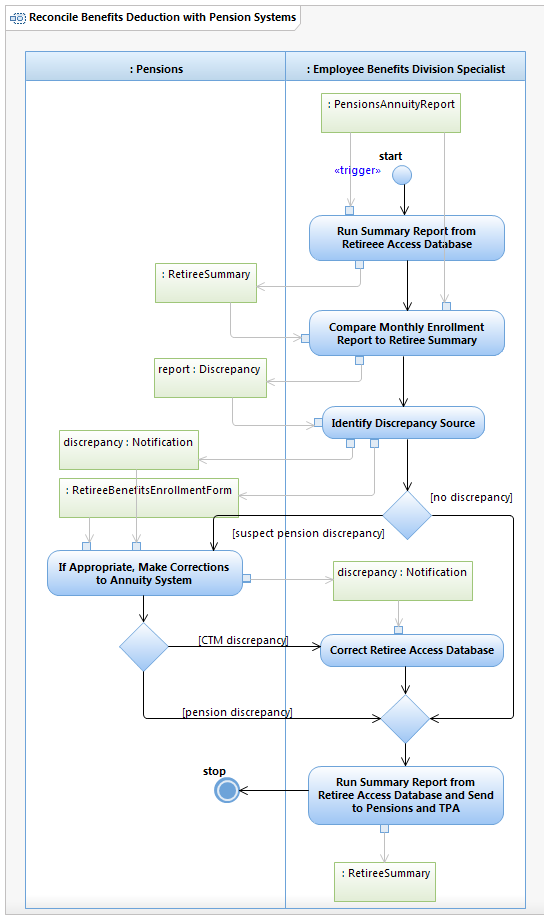 Reconcile Benefits Deduction with Pension Systems
: Pensions
: Employee Benefits Division Specialist
: PensionsAnnuityReport
start
«trigger»
Run Summary Report from
Retireee Access Database
: RetireeSummary
Compare Monthly Enrollment
Report to Retiree Summary
report : Discrepancy
Identify Discrepancy Source
discrepancy : Notification
: RetireeBenefitsEnrollmentForm
[no discrepancy]
[suspect pension discrepancy]
If Appropriate, Make Corrections
to Annuity System
discrepancy : Notification
[CTM discrepancy]
Correct Retiree Access Database
[pension discrepancy]
stop
Run Summary Report from
Retiree Access Database and Send
to Pensions and TPA
: RetireeSummary